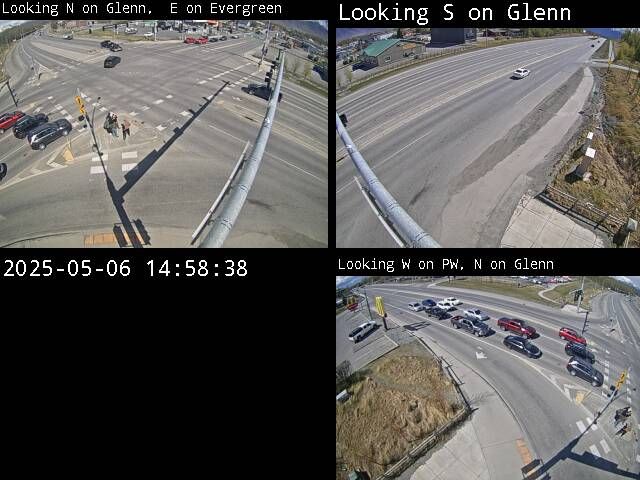 Looking N on Glenn,  E on Evergreen
Looking S on Glenn
2025-05-06 14:58:38
Looking W on PW, N on Glenn